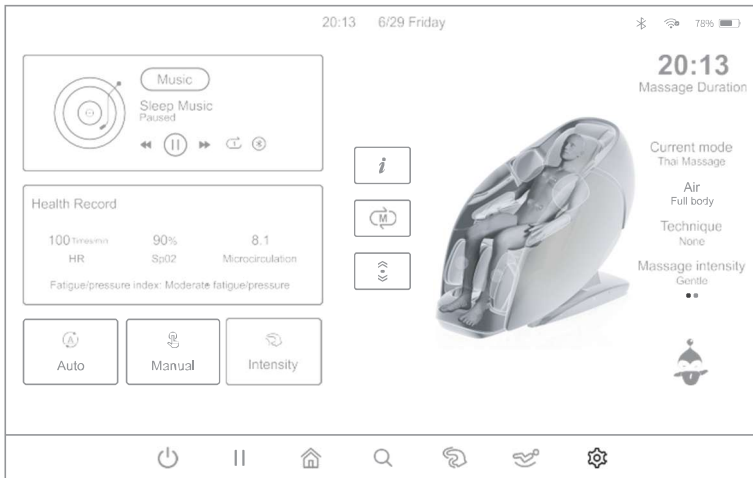 20:13 6/29 Friday 78%
Music
Sleep Music
Paused
Health Record
100 Times/min 90% 8.1
HR Sp02 Microcirculation
Fatigue/pressure index: Moderate fatigue/pressure
Auto Manual Intensity
i
M
20:13
Massage Duration
Current mode
Thai Massage
Air
Full body
Technique
None
Massage intensity
Gentle